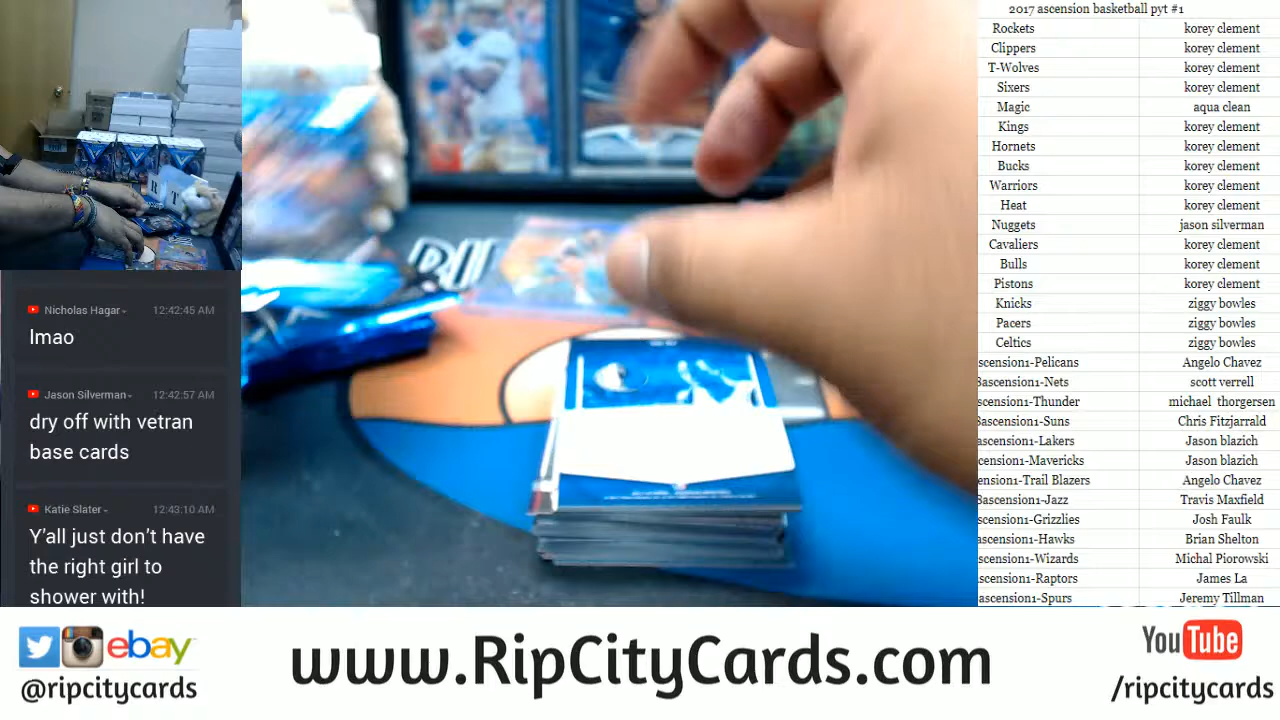 2017 ascension basketball pyt #1
Rockets korey clement
Clippers korey clement
T-Wolves korey clement
Sixers korey clement
Magic aqua clean
Kings korey clement
Hornets korey clement
Bucks korey clement
Warriors korey clement
Heat korey clement
Nuggets jason silverman
Cavaliers korey clement
Bulls korey clement
Pistons korey clement
Knicks ziggy bowles
Pacers ziggy bowles
Celtics ziggy bowles
scension1-Pelicans Angelo Chavez
8ascension1-Nets scott verrell
scension1-Thunder michael thorgersen
8ascension1-Suns Chris Fitzjarrald
ascension1-Lakers Jason blazich
cension1-Mavericks Jason blazich
ension1-Trail Blazers Angelo Chavez
8ascension1-Jazz Travis Maxfield
scension1-Grizzlies Josh Faulk
ascension1-Hawks Brian Shelton
scension1-Wizards Michal Piorowski
ascension1-Raptors James La
ascension1-Spurs Jeremy Tillman
Nicholas Hagar 12:42:45 AM
lmao
Jason Silverman 12:42:57 AM
dry off with vetran
base cards
Katie Slater 12:43:10 AM
Y'all just don't have
the right girl to
shower with!
RI
ebay
@ripcitycards
www.RipCityCards.com
YouTube
/ripcitycards